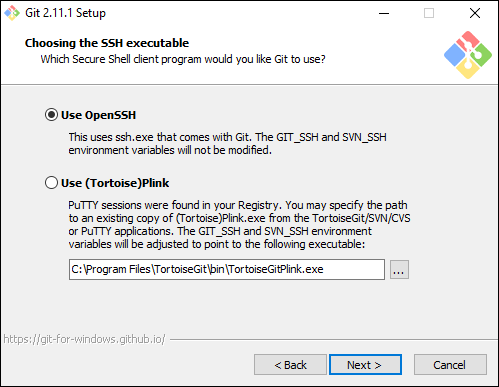 Git 2.11.1 Setup
Choosing the SSH executable
Which Secure Shell client program would you like Git to use?
Use OpenSSH
This uses ssh.exe that comes with Git. The GIT_SSH and SVN_SSH
environment variables will not be modified.
Use (Tortoise)Plink
PuTTY sessions were found in your Registry. You may specify the path
to an existing copy of (Tortoise)Plink.exe from the TortoiseGit/SVN/CVS
or PuTTY applications. The GIT_SSH and SVN_SSH environment
variables will be adjusted to point to the following executable:
C:\Program Files\TortoiseGit\bin\TortoiseGitPlink.exe
...
https://git-for-windows.github.io/
< Back
Next >
Cancel